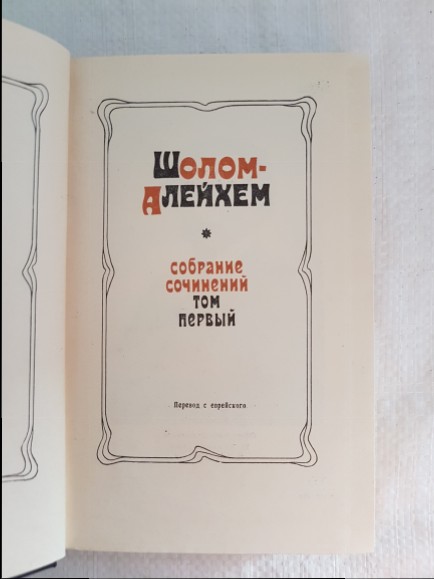 Шолом-
Алейхем
*
собрание
сочинений
том
первый
Перевод с еврейского